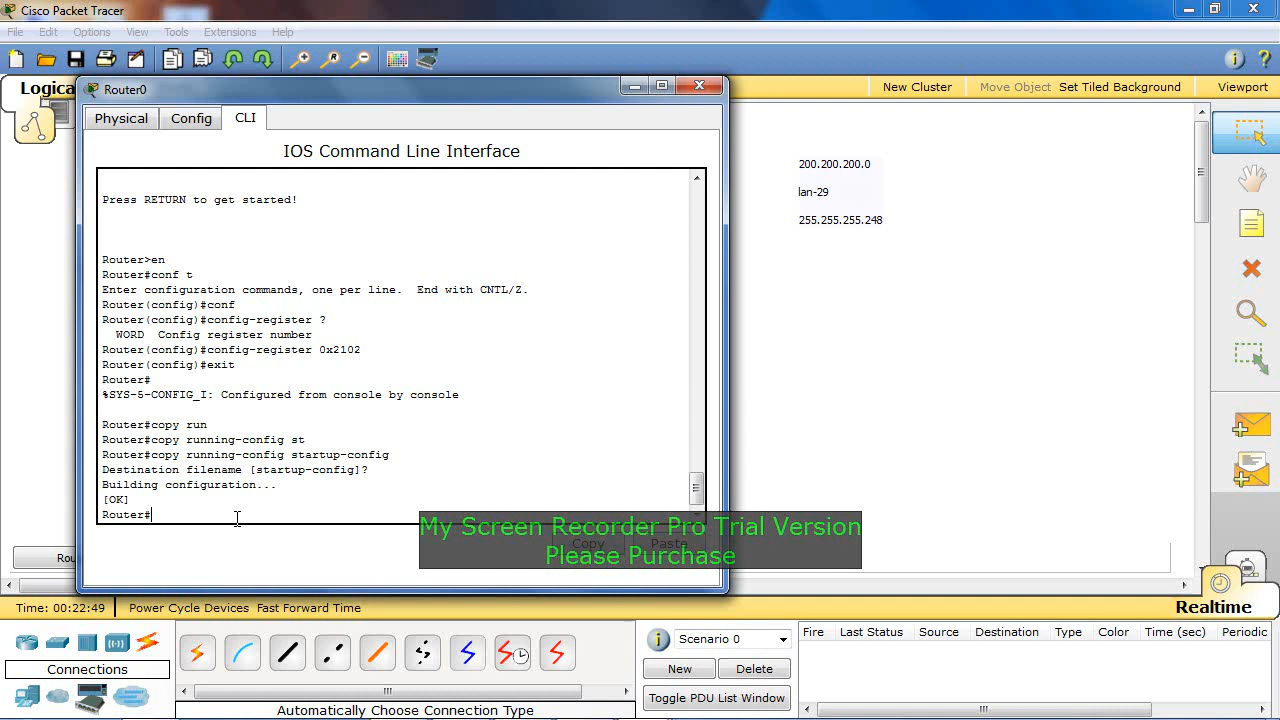 Cisco Packet Tracer
File Edit View Tools Extensions Help
Logica
New Cluster Move Object Set Tiled Background Viewport
Router0
Physical Config CLI
IOS Command Line Interface
Press RETURN to get started!
Router>en
Router#conf t
Enter configuration commands, one per line.  End with CNTL/Z.
Router(config)#conf
Router(config)#config-register ?
WORD  Config register number
Router(config)#config-register 0x2102
Router(config)#exit
Router#
%SYS-5-CONFIG_I: Configured from console by console
Router#copy run
Router#copy running-config st
Router#copy running-config startup-config
Destination filename [startup-config]?
Building configuration...
[OK]
Router#
Copy Paste
200.200.200.0
lan-29
255.255.255.248
My Screen Recorder Pro Trial Version
Please Purchase
Rou
Time: 00:22:49 Power Cycle Devices Fast Forward Time
Realtime
Connections
Automatically Choose Connection Type
Scenario 0
New Delete
Toggle PDU List Window
Fire Last Status Source Destination Type Color Time (sec) Periodic